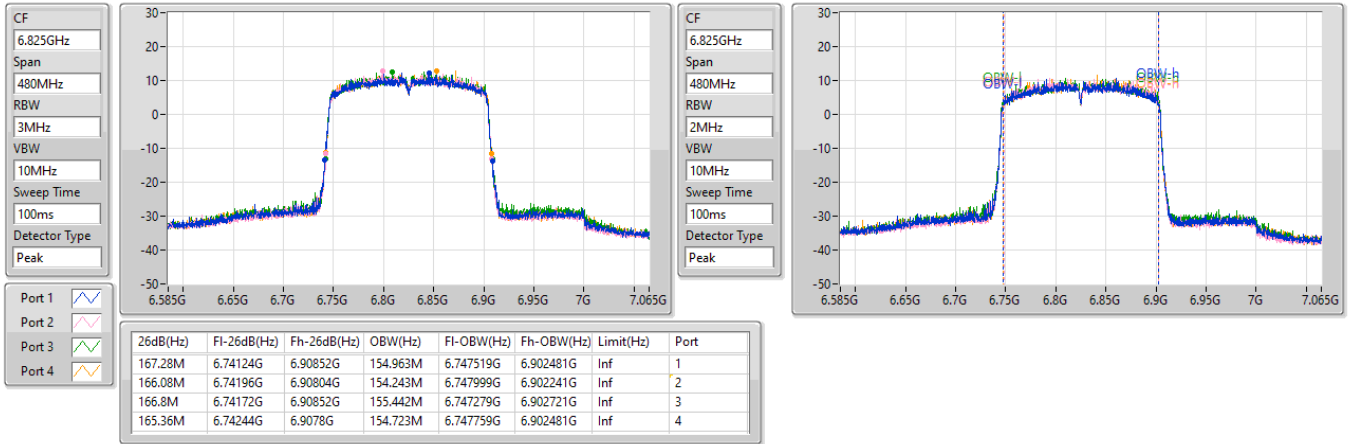 CF
6.825GHz
Span
480MHz
RBW
3MHz
VBW
10MHz
Sweep Time
100ms
Detector Type
Peak
30
20
10
0
-10
-20
-30
-40
-50
6.585G 6.65G 6.7G 6.75G 6.8G 6.85G 6.9G 6.95G 7G 7.065G
CF
6.825GHz
Span
480MHz
RBW
2MHz
VBW
10MHz
Sweep Time
100ms
Detector Type
Peak
30
20
10
0
-10
-20
-30
-40
-50
OBW-l
OBW-h
6.585G 6.65G 6.7G 6.75G 6.8G 6.85G 6.9G 6.95G 7G 7.065G
Port 1
Port 2
Port 3
Port 4
26dB(Hz) Fl-26dB(Hz) Fh-26dB(Hz) OBW(Hz) Fl-OBW(Hz) Fh-OBW(Hz) Limit(Hz) Port
167.28M 6.74124G 6.90852G 154.963M 6.747519G 6.902481G Inf 1
166.08M 6.74196G 6.90804G 154.243M 6.747999G 6.902241G Inf 2
166.8M 6.74172G 6.90852G 155.442M 6.747279G 6.902721G Inf 3
165.36M 6.74244G 6.9078G 154.723M 6.747759G 6.902481G Inf 4